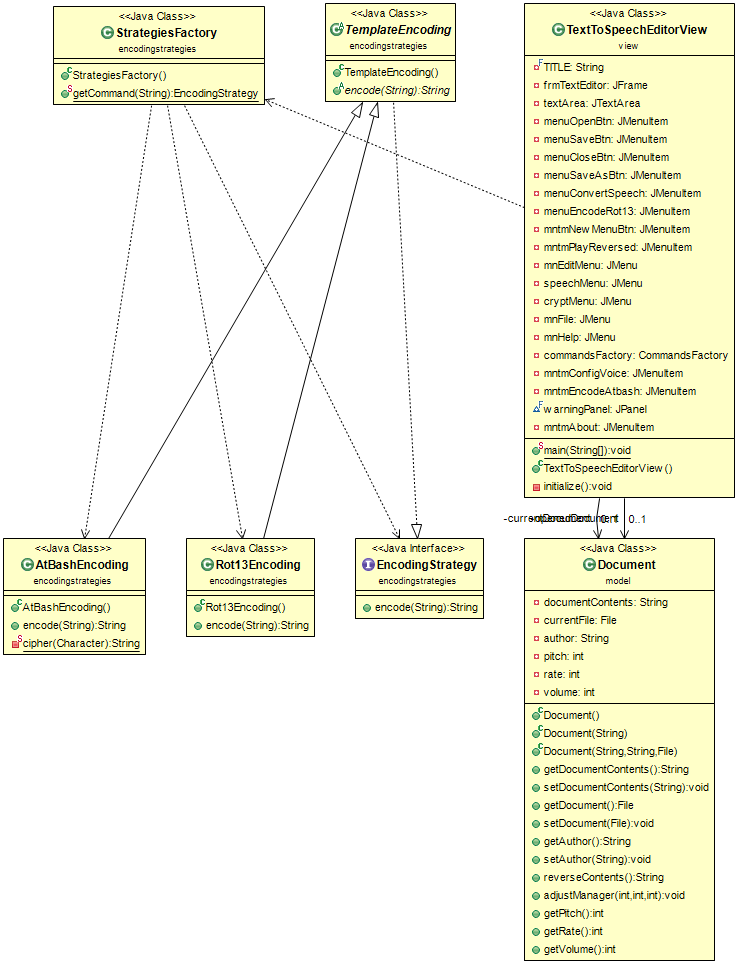 <<Java Class>>
StrategiesFactory
encodingstrategies
StrategiesFactory()
getCommand(String):EncodingStrategy
<<Java Class>>
TemplateEncoding
encodingstrategies
TemplateEncoding()
encode(String):String
<<Java Class>>
TextToSpeechEditorView
view
TITLE: String
frmTextEditor: JFrame
textArea: JTextArea
menuOpenBtn: JMenuItem
menuSaveBtn: JMenuItem
menuCloseBtn: JMenuItem
menuSaveAsBtn: JMenuItem
menuConvertSpeech: JMenuItem
menuEncodeRot13: JMenuItem
mntmNewMenuBtn: JMenuItem
mntmPlayReversed: JMenuItem
mnEditMenu: JMenu
speechMenu: JMenu
cryptMenu: JMenu
mnFile: JMenu
mnHelp: JMenu
commandsFactory: CommandsFactory
mntmConfigVoice: JMenuItem
mntmEncodeAtbash: JMenuItem
warningPanel: JPanel
mntmAbout: JMenuItem
main(String[]):void
TextToSpeechEditorView()
initialize():void
0..1
<<Java Class>>
AtBashEncoding
encodingstrategies
AtBashEncoding()
encode(String):String
cipher(Character):String
<<Java Class>>
Rot13Encoding
encodingstrategies
Rot13Encoding()
encode(String):String
<<Java Interface>>
EncodingStrategy
encodingstrategies
encode(String):String
<<Java Class>>
Document
model
documentContents: String
currentFile: File
author: String
pitch: int
rate: int
volume: int
Document()
Document(String)
Document(String,String,File)
getDocumentContents():String
setDocumentContents(String):void
getDocument():File
setDocument(File):void
getAuthor():String
setAuthor(String):void
reverseContents():String
adjustManager(int,int,int):void
getPitch():int
getRate():int
getVolume():int